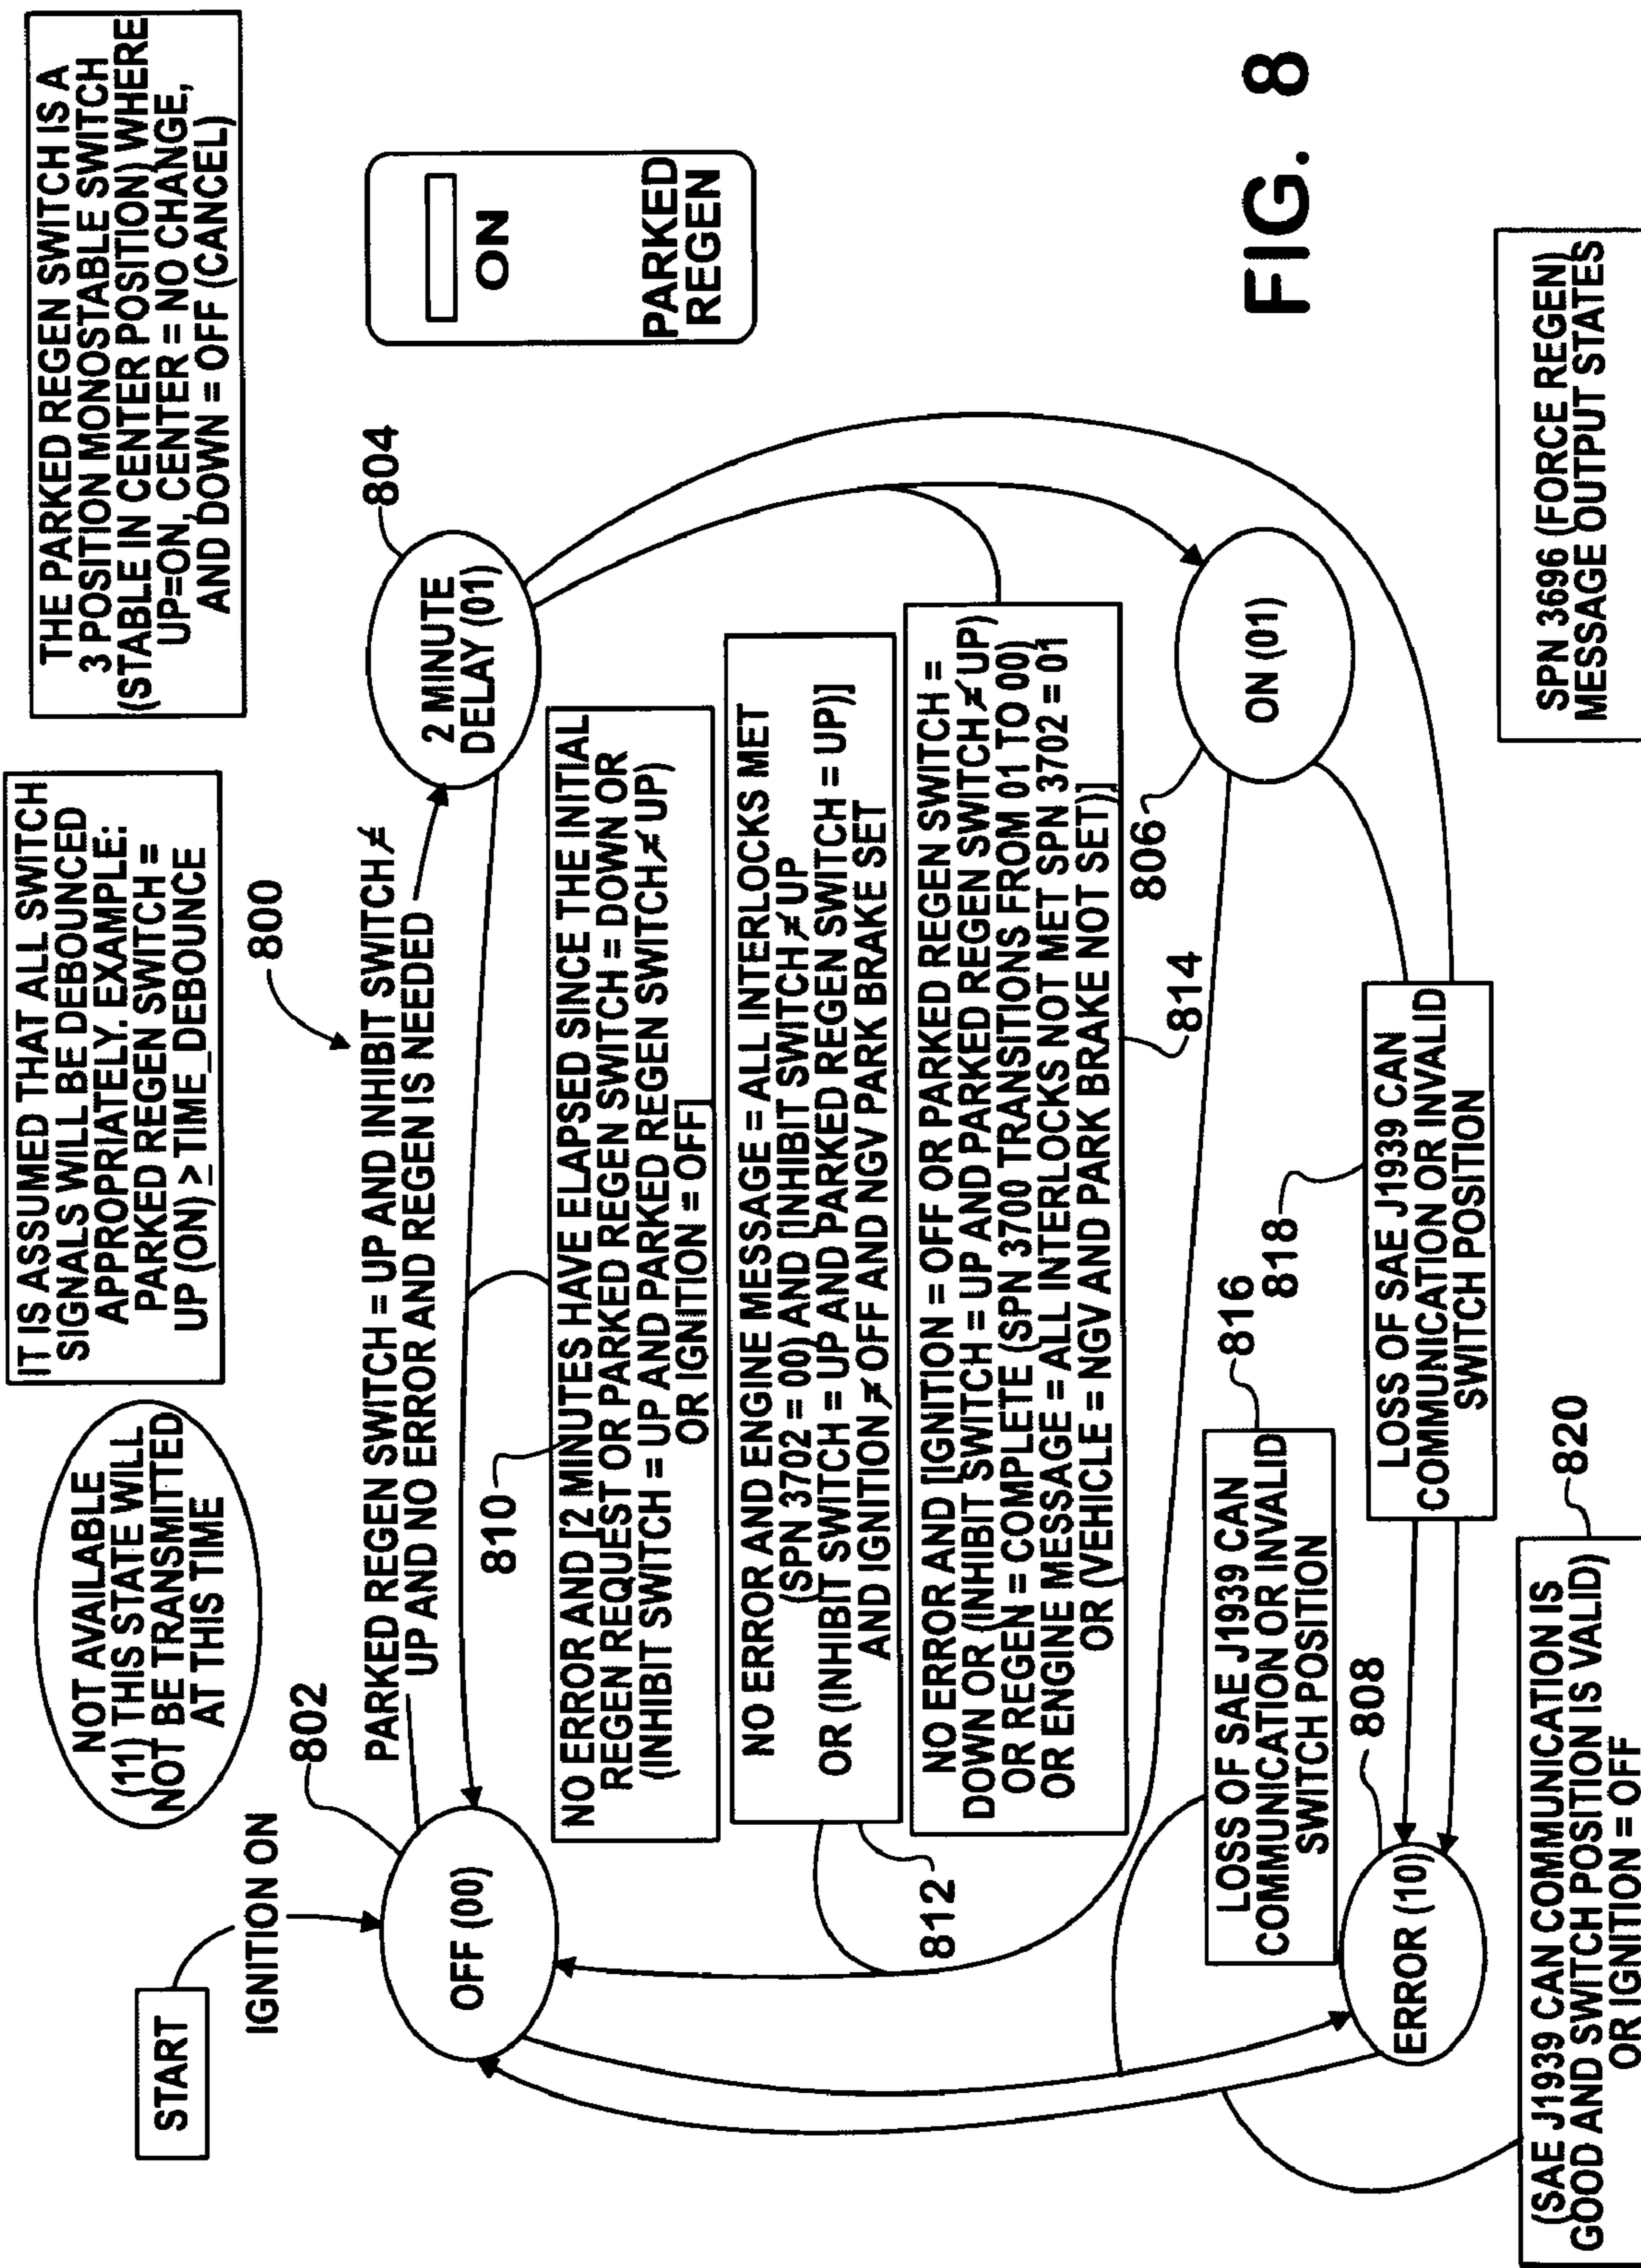 START
IGNITION ON
NOT AVAILABLE
(11) THIS STATE WILL
NOT BE TRANSMITTED
AT THIS TIME
IT IS ASSUMED THAT ALL SWITCH
SIGNALS WILL BE DEBOUNCED
APPROPRIATELY. EXAMPLE:
PARKED REGEN SWITCH =
UP (ON) ≥ TIME_DEBOUNCE
THE PARKED REGEN SWITCH IS A
3 POSITION MONOSTABLE SWITCH
(STABLE IN CENTER POSITION) WHERE
UP=ON, CENTER = NO CHANGE,
AND DOWN = OFF (CANCEL)
800
802
PARKED REGEN SWITCH = UP AND INHIBIT SWITCH ≠
UP AND NO ERROR AND REGEN IS NEEDED
804
OFF (00)
2 MINUTE
DELAY (01)
ON
PARKED
REGEN
810
NO ERROR AND [2 MINUTES HAVE ELAPSED SINCE THE INITIAL
REGEN REQUEST OR PARKED REGEN SWITCH = DOWN OR
(INHIBIT SWITCH = UP AND PARKED REGEN SWITCH ≠ UP)
OR IGNITION = OFF]
NO ERROR AND ENGINE MESSAGE = ALL INTERLOCKS MET
(SPN 3702 = 00) AND [INHIBIT SWITCH ≠ UP
OR (INHIBIT SWITCH = UP AND PARKED REGEN SWITCH = UP)]
AND IGNITION ≠ OFF AND NGV PARK BRAKE SET
812
NO ERROR AND [IGNITION = OFF OR PARKED REGEN SWITCH =
DOWN OR (INHIBIT SWITCH = UP AND PARKED REGEN SWITCH ≠ UP)
OR REGEN = COMPLETE (SPN 3700 TRANSITIONS FROM 01 TO 00)
OR ENGINE MESSAGE = ALL INTERLOCKS NOT MET SPN 3702 = 01
OR (VEHICLE = NGV AND PARK BRAKE NOT SET)]
814
806
ON (01)
816
LOSS OF SAE J1939 CAN
COMMUNICATION OR INVALID
SWITCH POSITION
818
LOSS OF SAE J1939 CAN
COMMUNICATION OR INVALID
SWITCH POSITION
808
ERROR (10)
820
(SAE J1939 CAN COMMUNICATION IS
GOOD AND SWITCH POSITION IS VALID)
OR IGNITION = OFF
SPN 3696 (FORCE REGEN)
MESSAGE OUTPUT STATES
FIG. 8